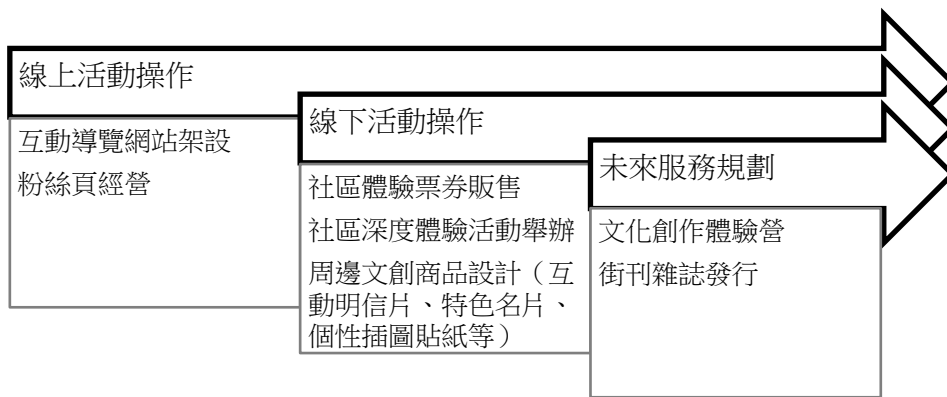 線上活動操作
互動導覽網站架設
粉絲頁經營
線下活動操作
社區體驗票券販售
社區深度體驗活動舉辦
周邊文創商品設計（互
動明信片、特色名片、
個性插圖貼紙等）
未來服務規劃
文化創作體驗營
街刊雜誌發行